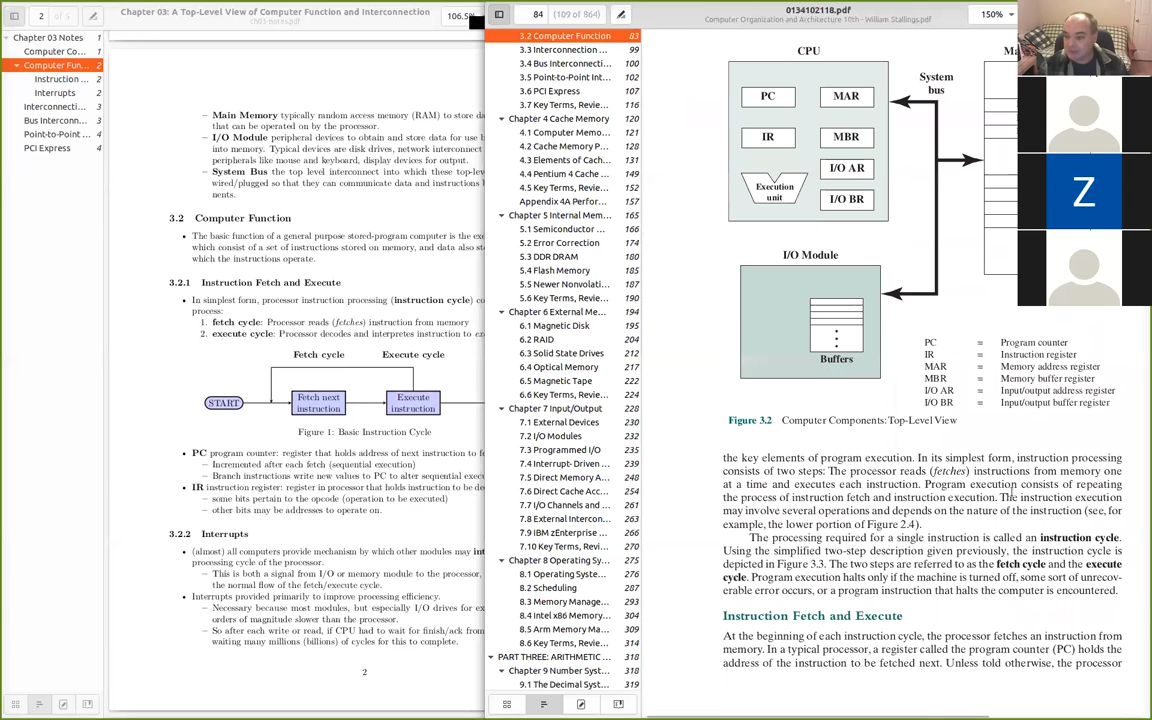 2 of 5
Chapter 03: A Top-Level View of Computer Function and Interconnection
ch03-notes.pdf
106.5%
Chapter 03 Notes 1
Computer Co... 1
Computer Fun... 2
Instruction ... 2
Interrupts 2
Interconnecti... 3
Bus Interconn... 3
Point-to-Point ... 4
PCI Express 4
– Main Memory typically random access memory (RAM) to store da
that can be operated on by the processor.
– I/O Module peripheral devices to obtain and store data for use b
into memory. Typical devices are disk drives, network interconnect
peripherals like mouse and keyboard, display devices for output.
– System Bus the top level interconnect into which these top-leve
wired/plugged so that they can communicate data and instructions b
nents.
3.2 Computer Function
• The basic function of a general purpose stored-program computer is the exe
which consist of a set of instructions stored on memory, and data also sto
which the instructions operate.
3.2.1 Instruction Fetch and Execute
• In simplest form, processor instruction processing (instruction cycle) co
process:
1. fetch cycle: Processor reads (fetches) instruction from memory
2. execute cycle: Processor decodes and interpretes instruction to ex
Fetch cycle Execute cycle
START
Fetch next
instruction
Execute
instruction
Figure 1: Basic Instruction Cycle
• PC program counter: register that holds address of next instruction to fe
– Incremented after each fetch (sequential execution)
– Branch instructions write new values to PC to alter sequential exec
• IR instruction register: register in processor that holds instruction to be de
– some bits pertain to the opcode (operation to be executed)
– other bits may be addresses to operate on.
3.2.2 Interrupts
• (almost) all computers provide mechanism by which other modules may int
processing cycle of the processor.
– This is both a signal from I/O or memory module to the processor,
the normal flow of the fetch/execute cycle.
• Interrupts provided primarily to improve processing efficiency.
– Necessary because most modules, but especially I/O drives for ex
orders of magnitude slower than the processor.
– So after each write or read, if CPU had to wait for finish/ack from
waiting many millions (billions) of cycles for this to complete.
2
84 (109 of 864)
0134102118.pdf
Computer Organization and Architecture 10th - William Stallings.pdf
150%
3.2 Computer Function 83
3.3 Interconnection ... 99
3.4 Bus Interconnecti... 100
3.5 Point-to-Point Int... 102
3.6 PCI Express 107
3.7 Key Terms, Revie... 116
Chapter 4 Cache Memory 120
4.1 Computer Memo... 121
4.2 Cache Memory P... 128
4.3 Elements of Cach... 131
4.4 Pentium 4 Cache ... 149
4.5 Key Terms, Revie... 152
Appendix 4A Perfor... 157
Chapter 5 Internal Mem... 165
5.1 Semiconductor ... 166
5.2 Error Correction 174
5.3 DDR DRAM 180
5.4 Flash Memory 185
5.5 Newer Nonvolati... 187
5.6 Key Terms, Revie... 190
Chapter 6 External Me... 194
6.1 Magnetic Disk 195
6.2 RAID 204
6.3 Solid State Drives 212
6.4 Optical Memory 217
6.5 Magnetic Tape 222
6.6 Key Terms, Revie... 224
Chapter 7 Input/Output 228
7.1 External Devices 230
7.2 I/O Modules 232
7.3 Programmed I/O 235
7.4 Interrupt- Driven ... 239
7.5 Direct Memory A... 248
7.6 Direct Cache Acc... 254
7.7 I/O Channels and... 261
7.8 External Intercon... 263
7.9 IBM zEnterprise ... 266
7.10 Key Terms, Revi... 270
Chapter 8 Operating Sy... 275
8.1 Operating Syste... 276
8.2 Scheduling 287
8.3 Memory Manage... 293
8.4 Intel x86 Memory... 304
8.5 Arm Memory Ma... 309
8.6 Key Terms, Revie... 314
PART THREE: ARITHMETIC ... 318
Chapter 9 Number Syst... 318
9.1 The Decimal Syst... 319
CPU
Ma
System
bus
PC MAR
IR MBR
I/O AR
Execution
unit
I/O BR
I/O Module
Buffers
PC = Program counter
IR = Instruction register
MAR = Memory address register
MBR = Memory buffer register
I/O AR = Input/output address register
I/O BR = Input/output buffer register
Figure 3.2 Computer Components: Top-Level View
the key elements of program execution. In its simplest form, instruction processing
consists of two steps: The processor reads (fetches) instructions from memory one
at a time and executes each instruction. Program execution consists of repeating
the process of instruction fetch and instruction execution. The instruction execution
may involve several operations and depends on the nature of the instruction (see, for
example, the lower portion of Figure 2.4).
The processing required for a single instruction is called an instruction cycle.
Using the simplified two-step description given previously, the instruction cycle is
depicted in Figure 3.3. The two steps are referred to as the fetch cycle and the execute
cycle. Program execution halts only if the machine is turned off, some sort of unrecov-
erable error occurs, or a program instruction that halts the computer is encountered.
Instruction Fetch and Execute
At the beginning of each instruction cycle, the processor fetches an instruction from
memory. In a typical processor, a register called the program counter (PC) holds the
address of the instruction to be fetched next. Unless told otherwise, the processor
Z